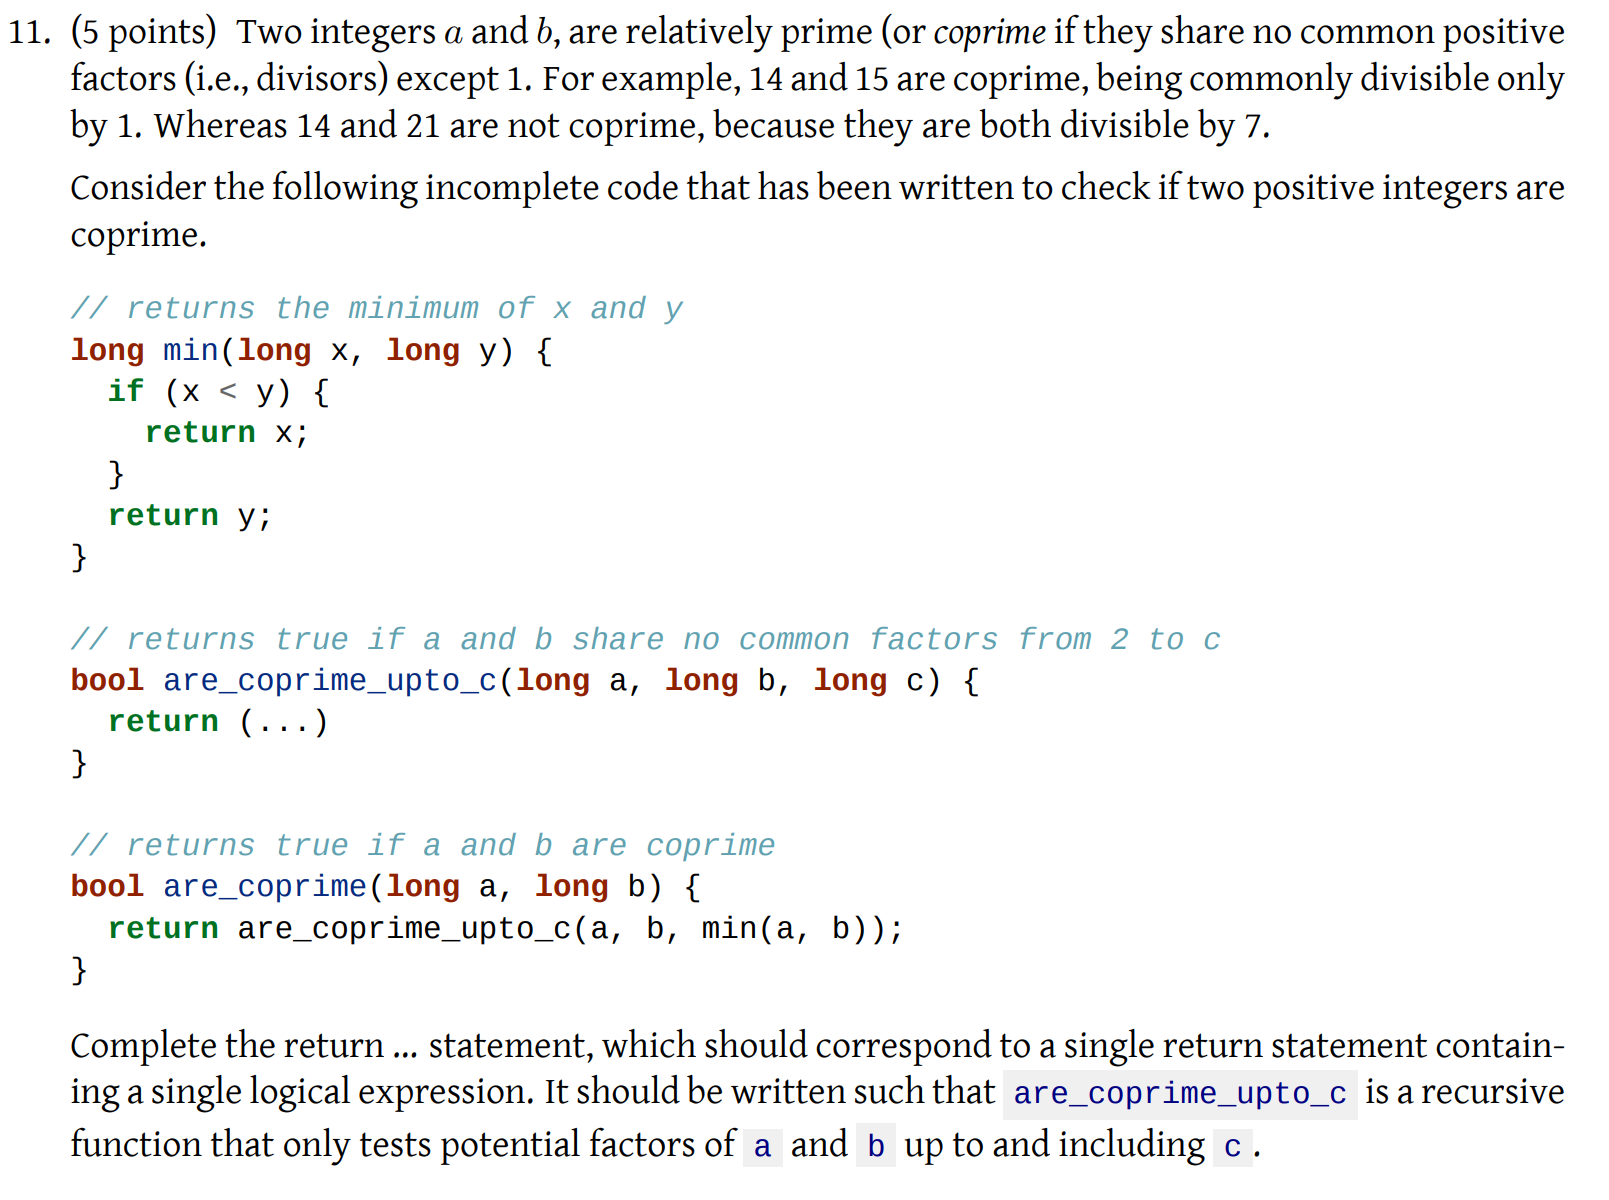 11. (5 points) Two integers a and b, are relatively prime (or coprime if they share no common positive
factors (i.e., divisors) except 1. For example, 14 and 15 are coprime, being commonly divisible only
by 1. Whereas 14 and 21 are not coprime, because they are both divisible by 7.
Consider the following incomplete code that has been written to check if two positive integers are
coprime.
// returns the minimum of x and y
long min(long x, long y) {
  if (x < y) {
    return x;
  }
  return y;
}
// returns true if a and b share no common factors from 2 to c
bool are_coprime_upto_c(long a, long b, long c) {
  return (...)
}
// returns true if a and b are coprime
bool are_coprime(long a, long b) {
  return are_coprime_upto_c(a, b, min(a, b));
}
Complete the return ... statement, which should correspond to a single return statement contain-
ing a single logical expression. It should be written such that are_coprime_upto_c is a recursive
function that only tests potential factors of a and b up to and including c.